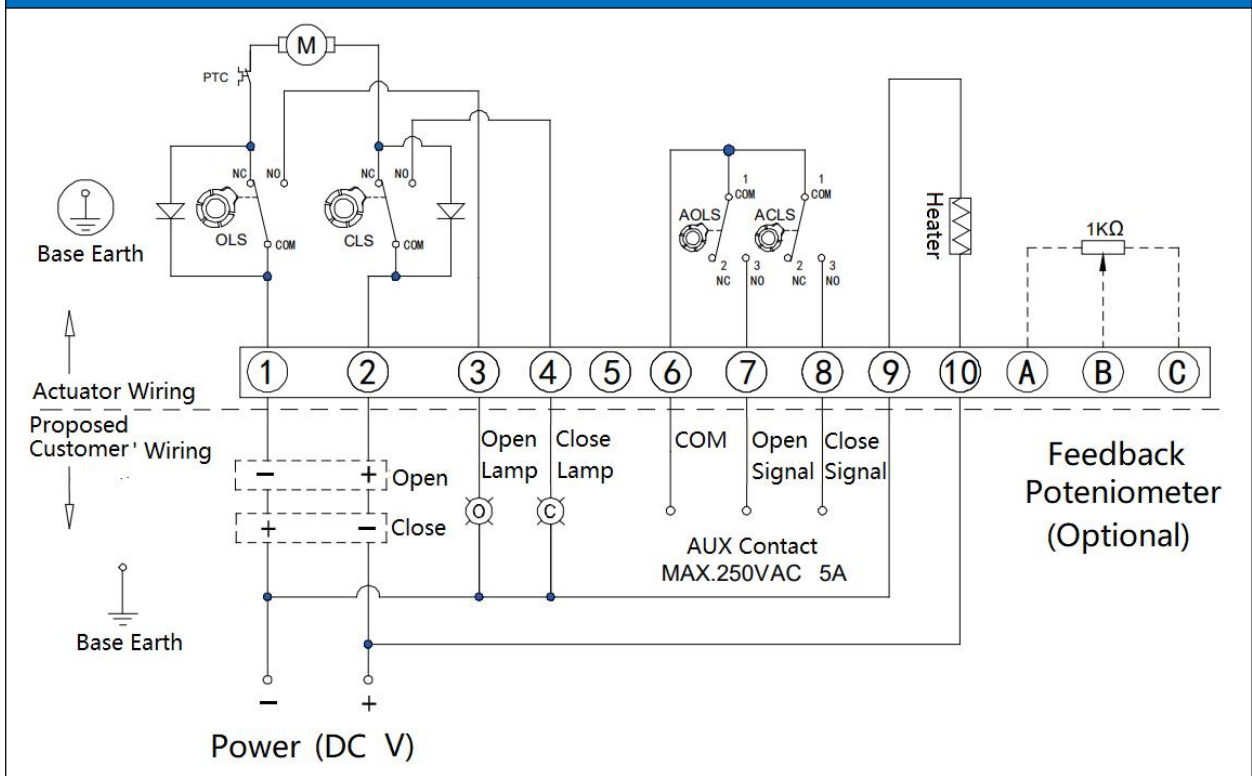 M
PTC
NC NO NC NO
OLS COM CLS COM
1 1
COM COM
AOLS ACLS
2 3 2 3
NC NO NC NO
Heater
1KΩ
Base Earth
1 2 3 4 5 6 7 8 9 10 A B C
Actuator Wiring
Proposed
Customer' Wiring
− + Open
+ − Close
Open Lamp
Close Lamp
O C
COM
Open Signal
Close Signal
AUX Contact
MAX.250VAC 5A
Feedback
Poteniometer
(Optional)
Base Earth
− +
Power (DC V)